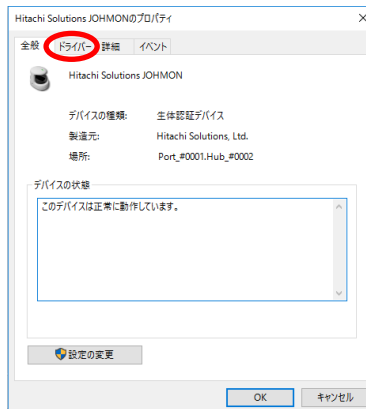 Hitachi Solutions JOHMONのプロパティ
全般 ドライバー 詳細 イベント
Hitachi Solutions JOHMON
デバイスの種類: 生体認証デバイス
製造元: Hitachi Solutions, Ltd.
場所: Port_#0001.Hub_#0002
デバイスの状態
このデバイスは正常に動作しています。
設定の変更
OK キャンセル